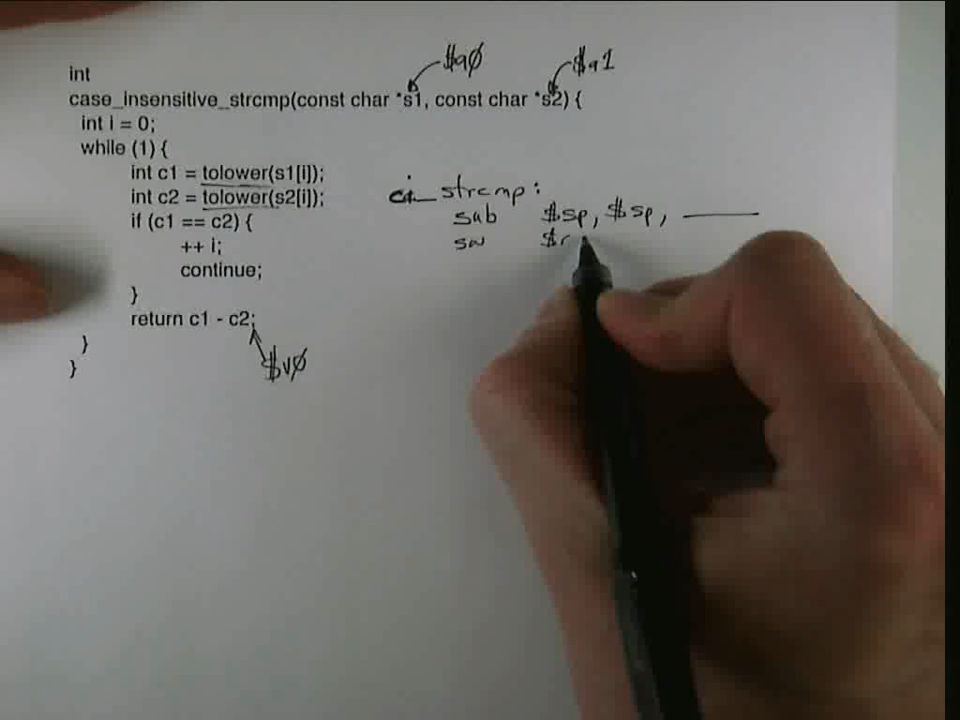 $a0 $a1
int
case_insensitive_strcmp(const char *s1, const char *s2) {
int i = 0;
while (1) {
int c1 = tolower(s1[i]);
int c2 = tolower(s2[i]);
if (c1 == c2) {
++ i;
continue;
}
return c1 - c2;
}
}
$v0
ci_strcmp:
sub $sp, $sp,
sw $r